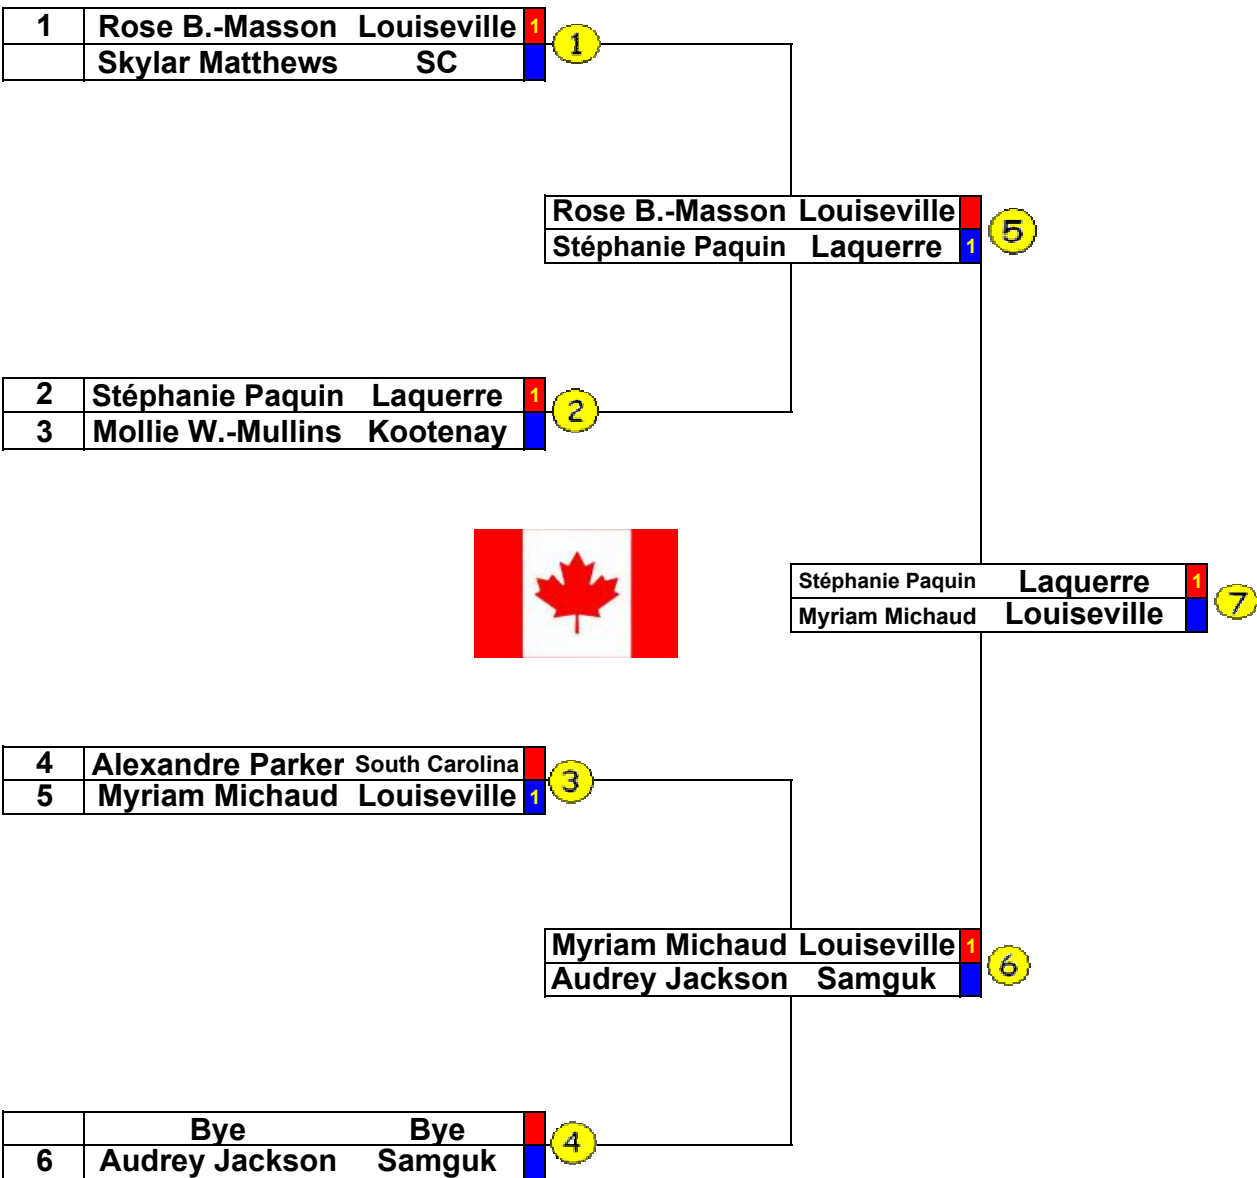 1 Rose B.-Masson Louiseville 1
Skylar Matthews SC
1
Rose B.-Masson Louiseville
5
Stéphanie Paquin Laquerre 1
2 Stéphanie Paquin Laquerre 1
2
3 Mollie W.-Mullins Kootenay
Stéphanie Paquin Laquerre 1
7
Myriam Michaud Louiseville
4 Alexandre Parker South Carolina
3
5 Myriam Michaud Louiseville 1
Myriam Michaud Louiseville 1
6
Audrey Jackson Samguk
Bye Bye
4
6 Audrey Jackson Samguk